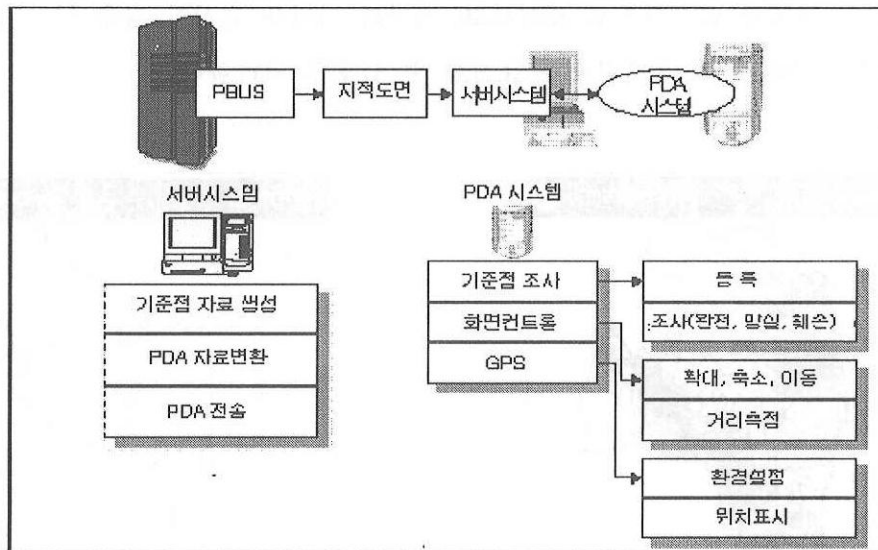 PBUS
지적도면
서버시스템
PDA
시스템
서버시스템
PDA 시스템
기준점 자료 생성
PDA 자료변환
PDA 전송
기준점 조사
화면컨트롤
GPS
등 록
조사(완전, 망실, 훼손)
확대, 축소, 이동
거리측정
환경설정
위치표시